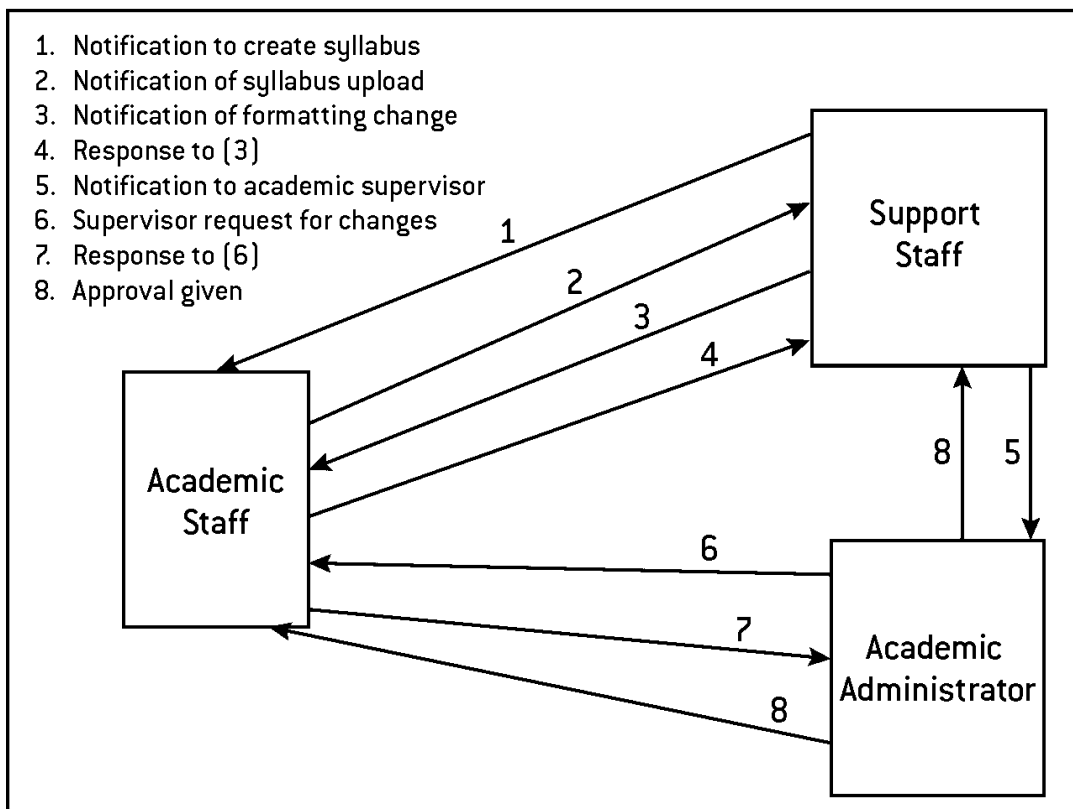 1. Notification to create syllabus
2. Notification of syllabus upload
3. Notification of formatting change
4. Response to (3)
5. Notification to academic supervisor
6. Supervisor request for changes
7. Response to (6)
8. Approval given
Support
Staff
1
2
3
4
Academic
Staff
8
5
6
7
8
Academic
Administrator